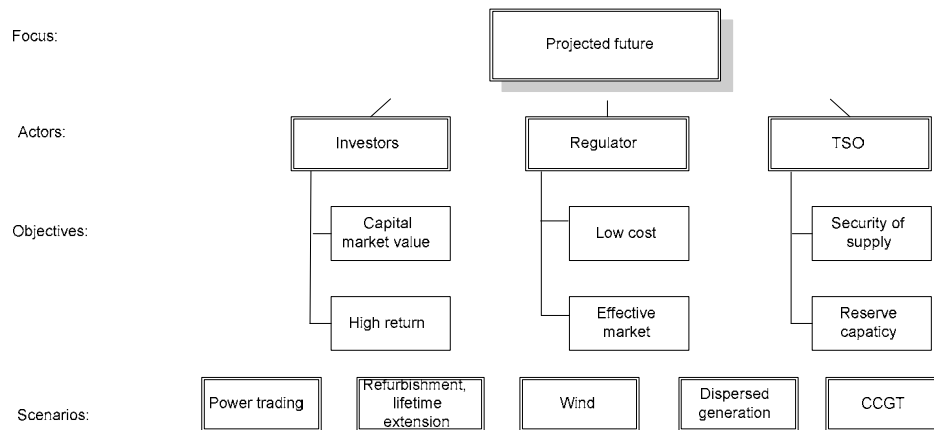 Focus:
Projected future
Actors:
Investors
Regulator
TSO
Objectives:
Capital
market value
Low cost
Security of
supply
High return
Effective
market
Reserve
capaticy
Scenarios:
Power trading
Refurbishment,
lifetime
extension
Wind
Dispersed
generation
CCGT